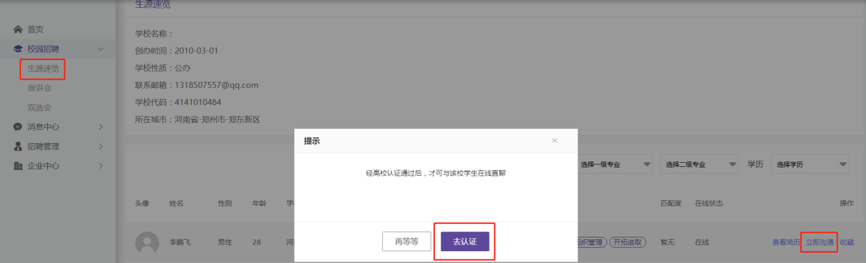 生源速览
首页
校园招聘
生源速览
宣讲会
双选会
消息中心
招聘管理
企业中心
学校名称：
创办时间：2010-03-01
学校性质：公办
联系邮箱：1318507557@qq.com
学校代码：4141010484
所在城市：河南省-郑州市-郑东新区
提示
×
经高校认证通过后，才可与该校学生在线直聊
再等等
去认证
选择一级专业 选择二级专业 学历 选择学历
头像 姓名 性别 年龄 学 匹配度 在线状态 操作
李鹏飞 男性 28 河 织管理 开拓进取 暂无 在线 查看简历 立即沟通 收藏